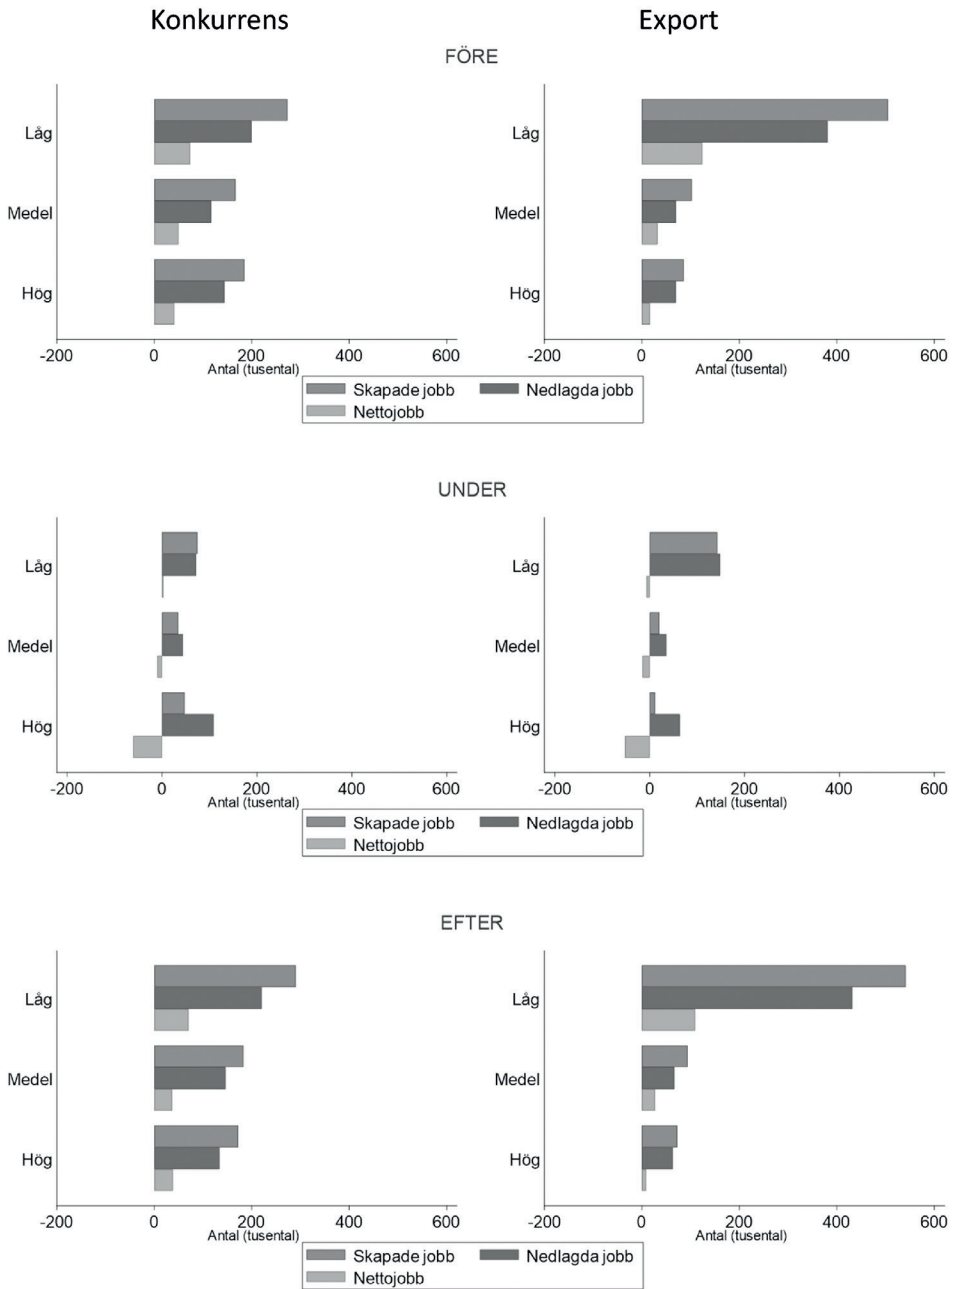 Konkurrens Export
FÖRE
Låg Låg
Medel Medel
Hög Hög
-200 0 200 400 600 -200 0 200 400 600
Antal (tusental) Antal (tusental)
Skapade jobb Nedlagda jobb
Nettojobb
UNDER
Låg Låg
Medel Medel
Hög Hög
-200 0 200 400 600 -200 0 200 400 600
Antal (tusental) Antal (tusental)
Skapade jobb Nedlagda jobb
Nettojobb
EFTER
Låg Låg
Medel Medel
Hög Hög
-200 0 200 400 600 -200 0 200 400 600
Antal (tusental) Antal (tusental)
Skapade jobb Nedlagda jobb
Nettojobb